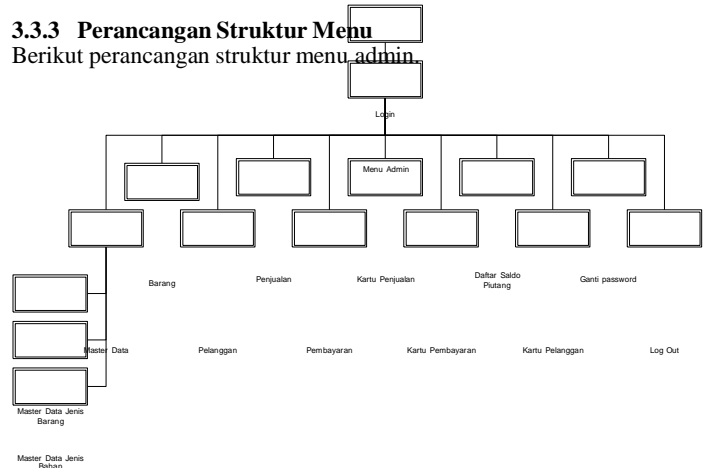 3.3.3 Perancangan Struktur Menu
Berikut perancangan struktur menu admin.
Login
Menu Admin
Barang
Penjualan
Kartu Penjualan
Daftar Saldo
Piutang
Ganti password
Master Data
Pelanggan
Pembayaran
Kartu Pembayaran
Kartu Pelanggan
Log Out
Master Data Jenis
Barang
Master Data Jenis
Bahan